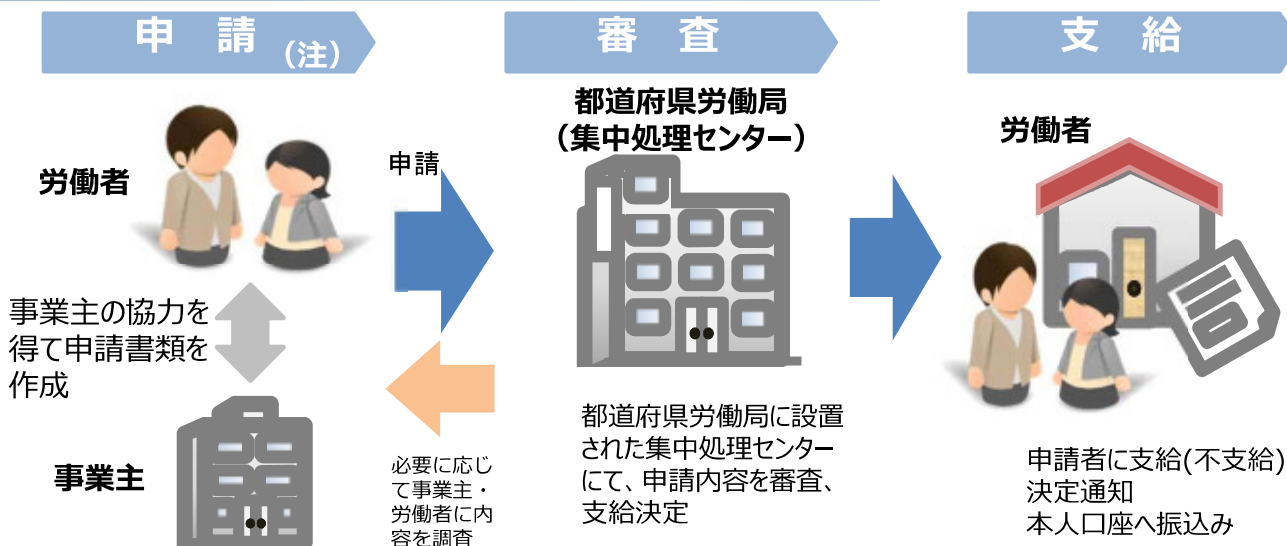 申 請 (注)
労働者
事業主の協力を
得て申請書類を
作成
事業主
申請
必要に応じ
て事業主・
労働者に内
容を調査
審 査
都道府県労働局
(集中処理センター)
都道府県労働局に設置
された集中処理センター
にて、申請内容を審査、
支給決定
支 給
労働者
申請者に支給(不支給)
決定通知
本人口座へ振込み